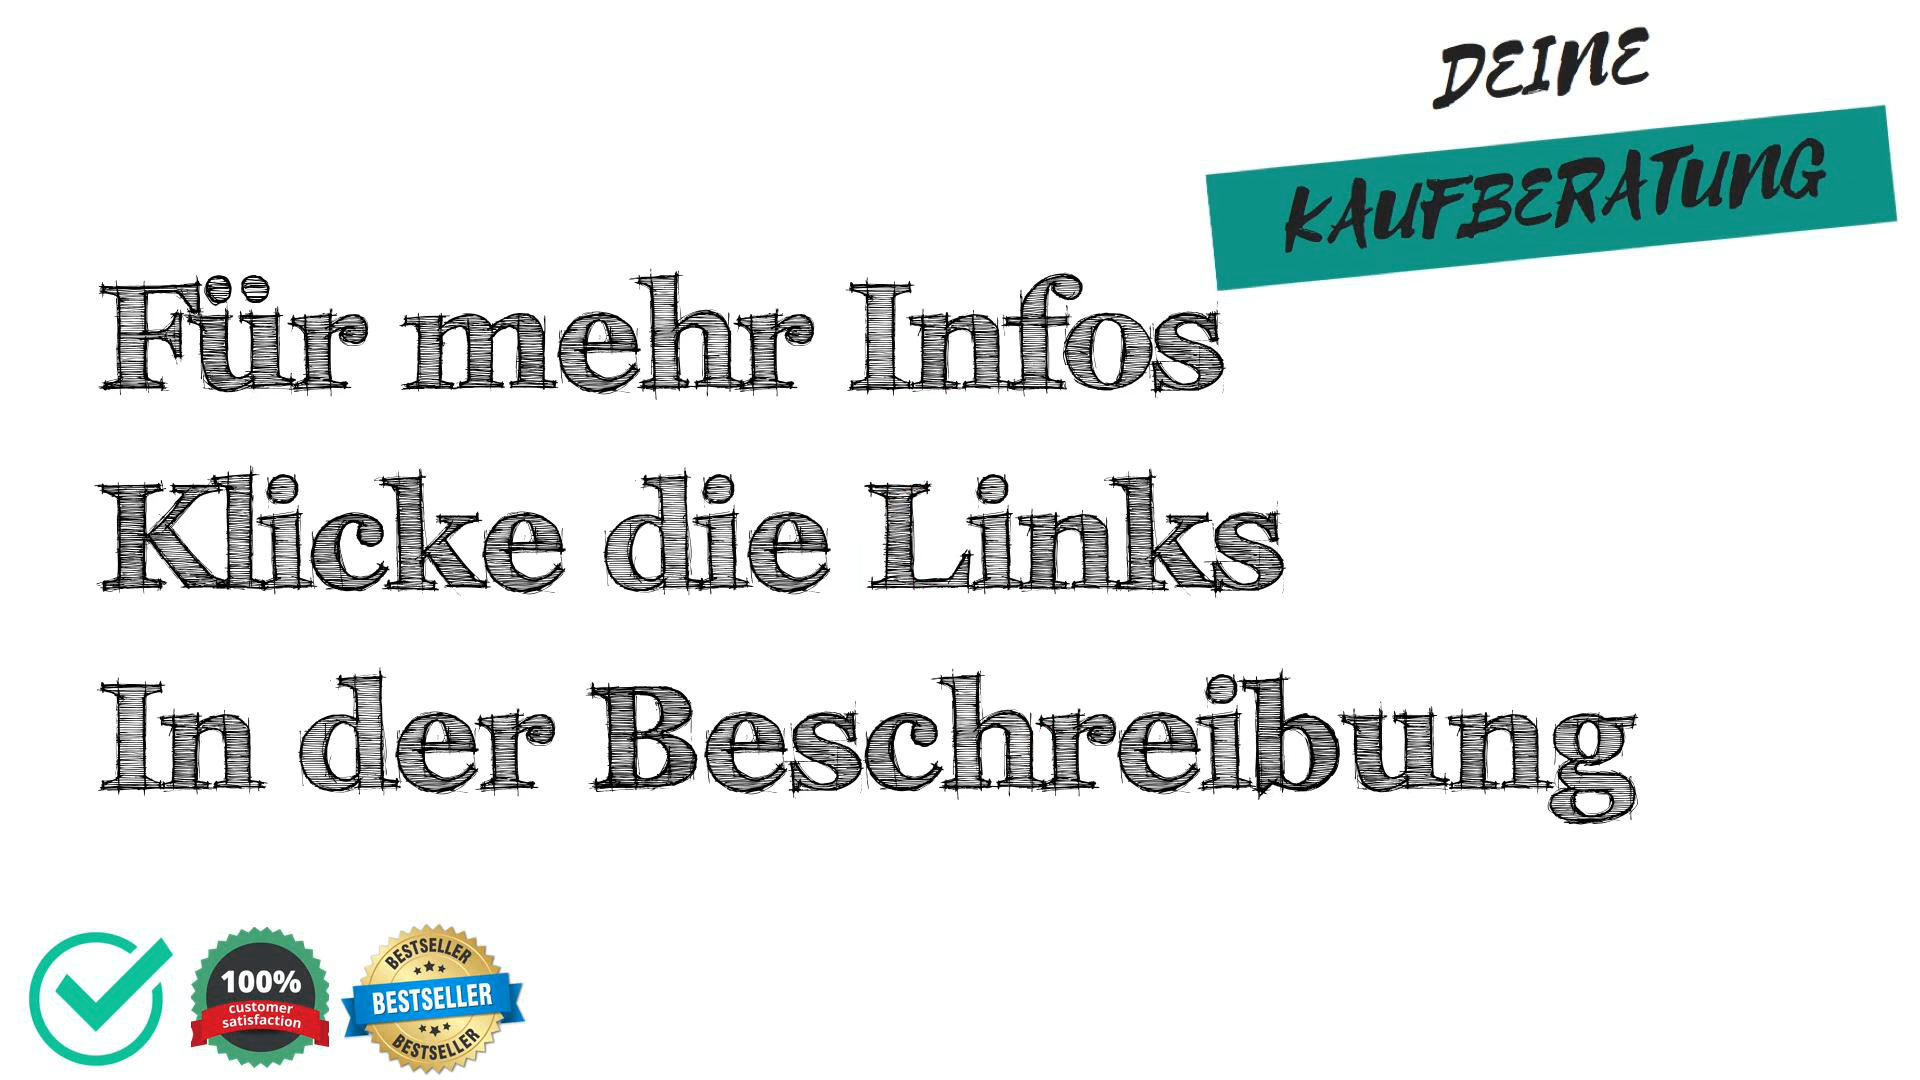 DEINE
KAUFBERATUNG
Für mehr Infos
Klicke die Links
In der Beschreibung
100%
customer
satisfaction
BESTSELLER
BESTSELLER
BESTSELLER